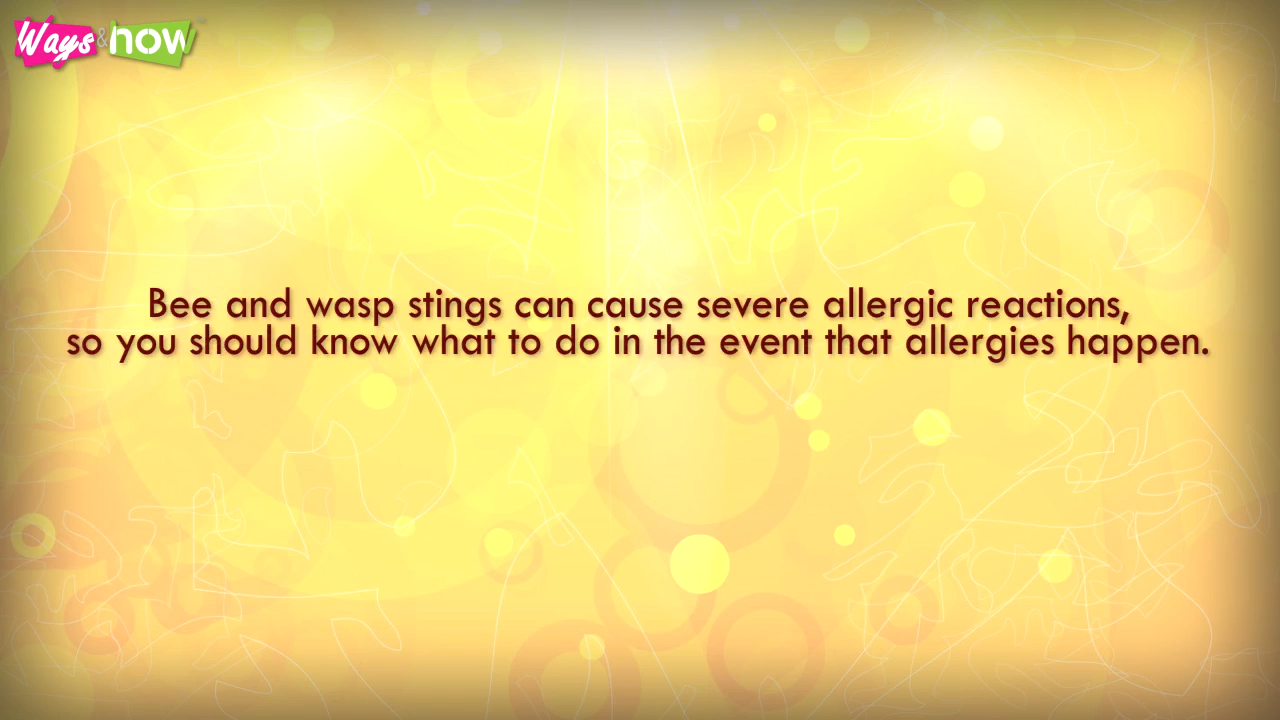 Ways & how
Bee and wasp stings can cause severe allergic reactions,
so you should know what to do in the event that allergies happen.